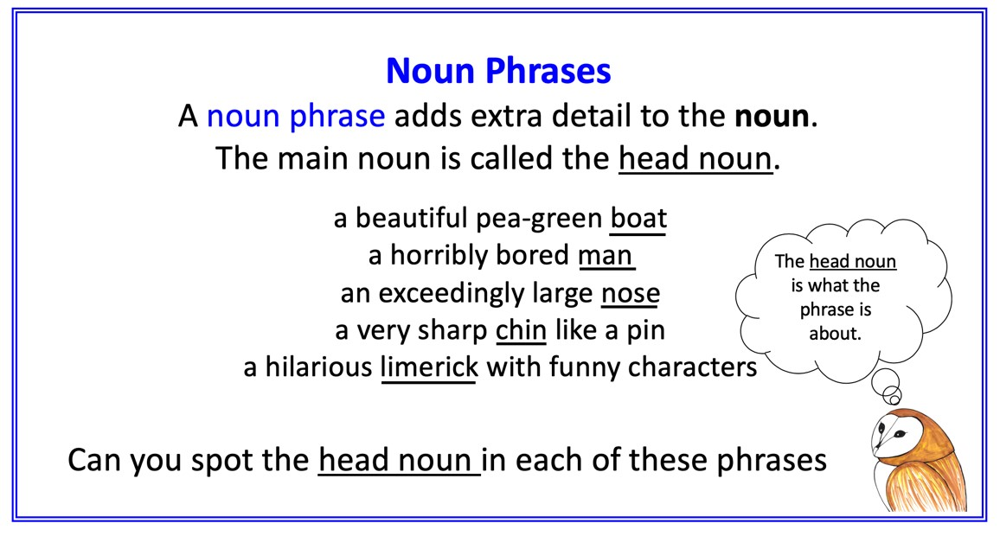 Noun Phrases
A noun phrase adds extra detail to the noun.
The main noun is called the head noun.
a beautiful pea-green boat
a horribly bored man
an exceedingly large nose
a very sharp chin like a pin
a hilarious limerick with funny characters
The head noun
is what the
phrase is
about.
Can you spot the head noun in each of these phrases